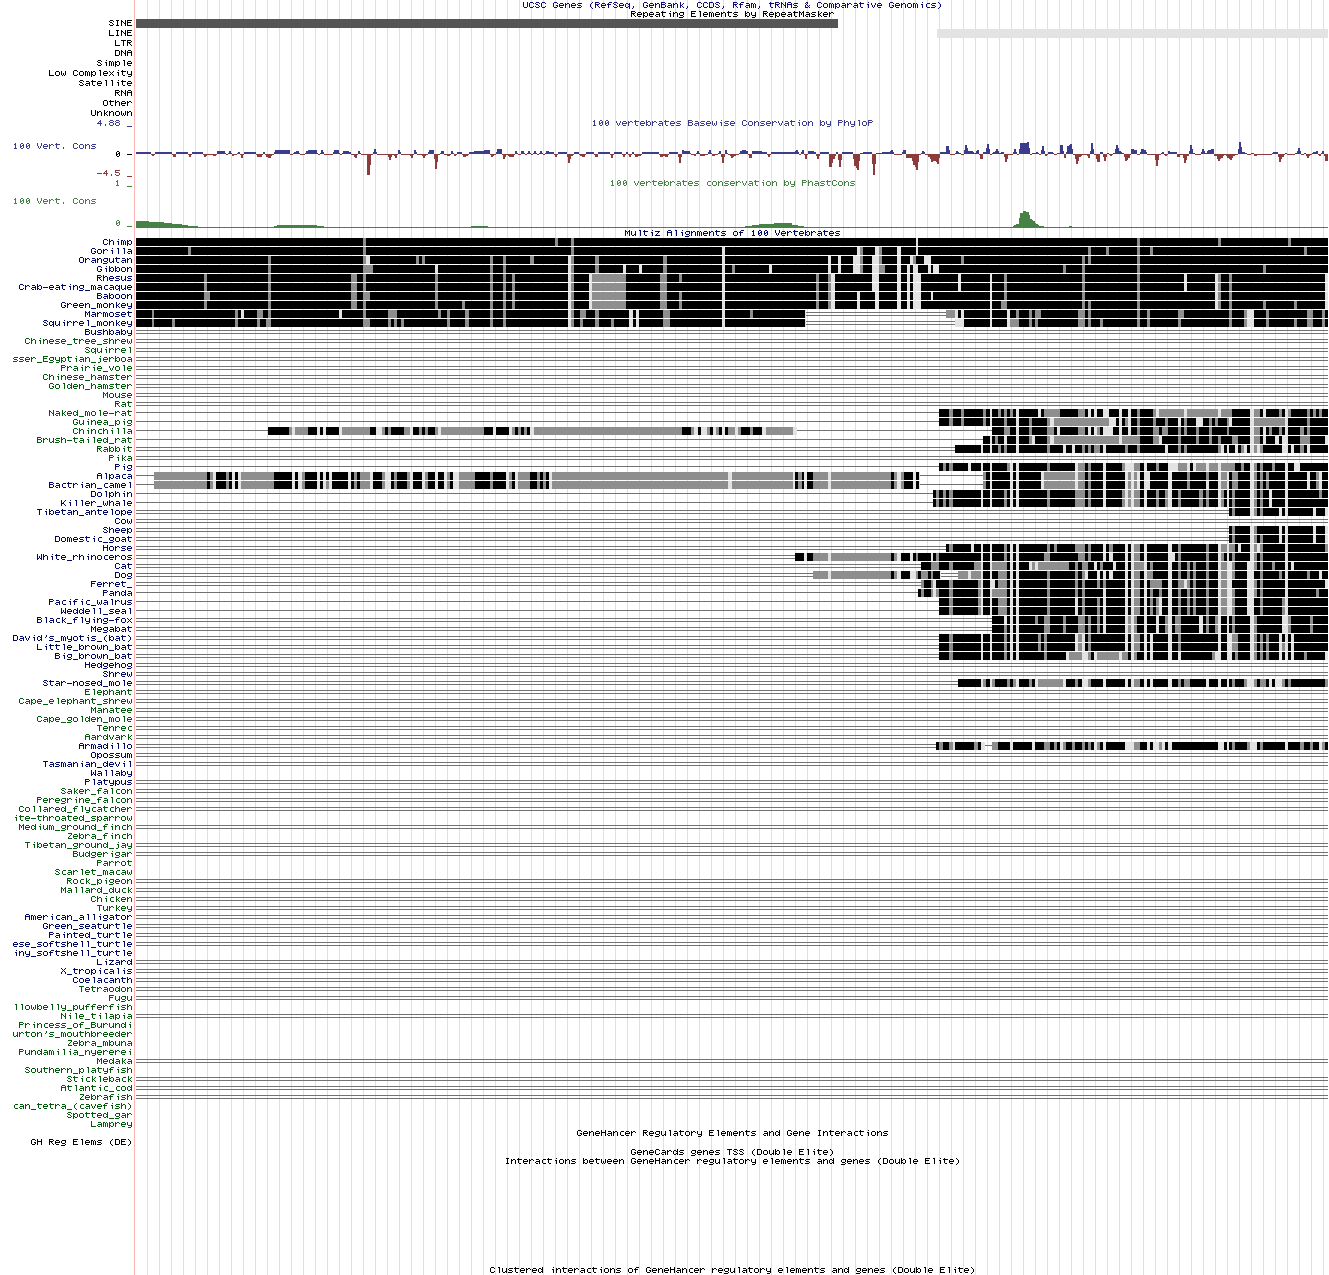 UCSC Genes (RefSeq, GenBank, CCDS, Rfam, tRNAs & Comparative Genomics)
Repeating Elements by RepeatMasker
SINE
LINE
LTR
DNA
Simple
Low Complexity
Satellite
RNA
Other
Unknown
4.88 _
100 vertebrates Basewise Conservation by PhyloP
100 Vert. Cons
0 -
-4.5 _
1 _
100 vertebrates conservation by PhastCons
100 Vert. Cons
0 _
Multiz Alignments of 100 Vertebrates
Chimp
Gorilla
Orangutan
Gibbon
Rhesus
Crab-eating_macaque
Baboon
Green_monkey
Marmoset
Squirrel_monkey
Bushbaby
Chinese_tree_shrew
Squirrel
sser_Egyptian_jerboa
Prairie_vole
Chinese_hamster
Golden_hamster
Mouse
Rat
Naked_mole-rat
Guinea_pig
Chinchilla
Brush-tailed_rat
Rabbit
Pika
Pig
Alpaca
Bactrian_camel
Dolphin
Killer_whale
Tibetan_antelope
Cow
Sheep
Domestic_goat
Horse
White_rhinoceros
Cat
Dog
Ferret_
Panda
Pacific_walrus
Weddell_seal
Black_flying-fox
Megabat
David's_myotis_(bat)
Little_brown_bat
Big_brown_bat
Hedgehog
Shrew
Star-nosed_mole
Elephant
Cape_elephant_shrew
Manatee
Cape_golden_mole
Tenrec
Aardvark
Armadillo
Opossum
Tasmanian_devil
Wallaby
Platypus
Saker_falcon
Peregrine_falcon
Collared_flycatcher
ite-throated_sparrow
Medium_ground_finch
Zebra_finch
Tibetan_ground_jay
Budgerigar
Parrot
Scarlet_macaw
Rock_pigeon
Mallard_duck
Chicken
Turkey
American_alligator
Green_seaturtle
Painted_turtle
ese_softshell_turtle
iny_softshell_turtle
Lizard
X_tropicalis
Coelacanth
Tetraodon
Fugu
llowbelly_pufferfish
Nile_tilapia
Princess_of_Burundi
urton's_mouthbreeder
Zebra_mbuna
Pundamilia_nyererei
Medaka
Southern_platyfish
Stickleback
Atlantic_cod
Zebrafish
can_tetra_(cavefish)
Spotted_gar
Lamprey
GeneHancer Regulatory Elements and Gene Interactions
GH Reg Elems (DE)
GeneCards genes TSS (Double Elite)
Interactions between GeneHancer regulatory elements and genes (Double Elite)
Clustered interactions of GeneHancer regulatory elements and genes (Double Elite)